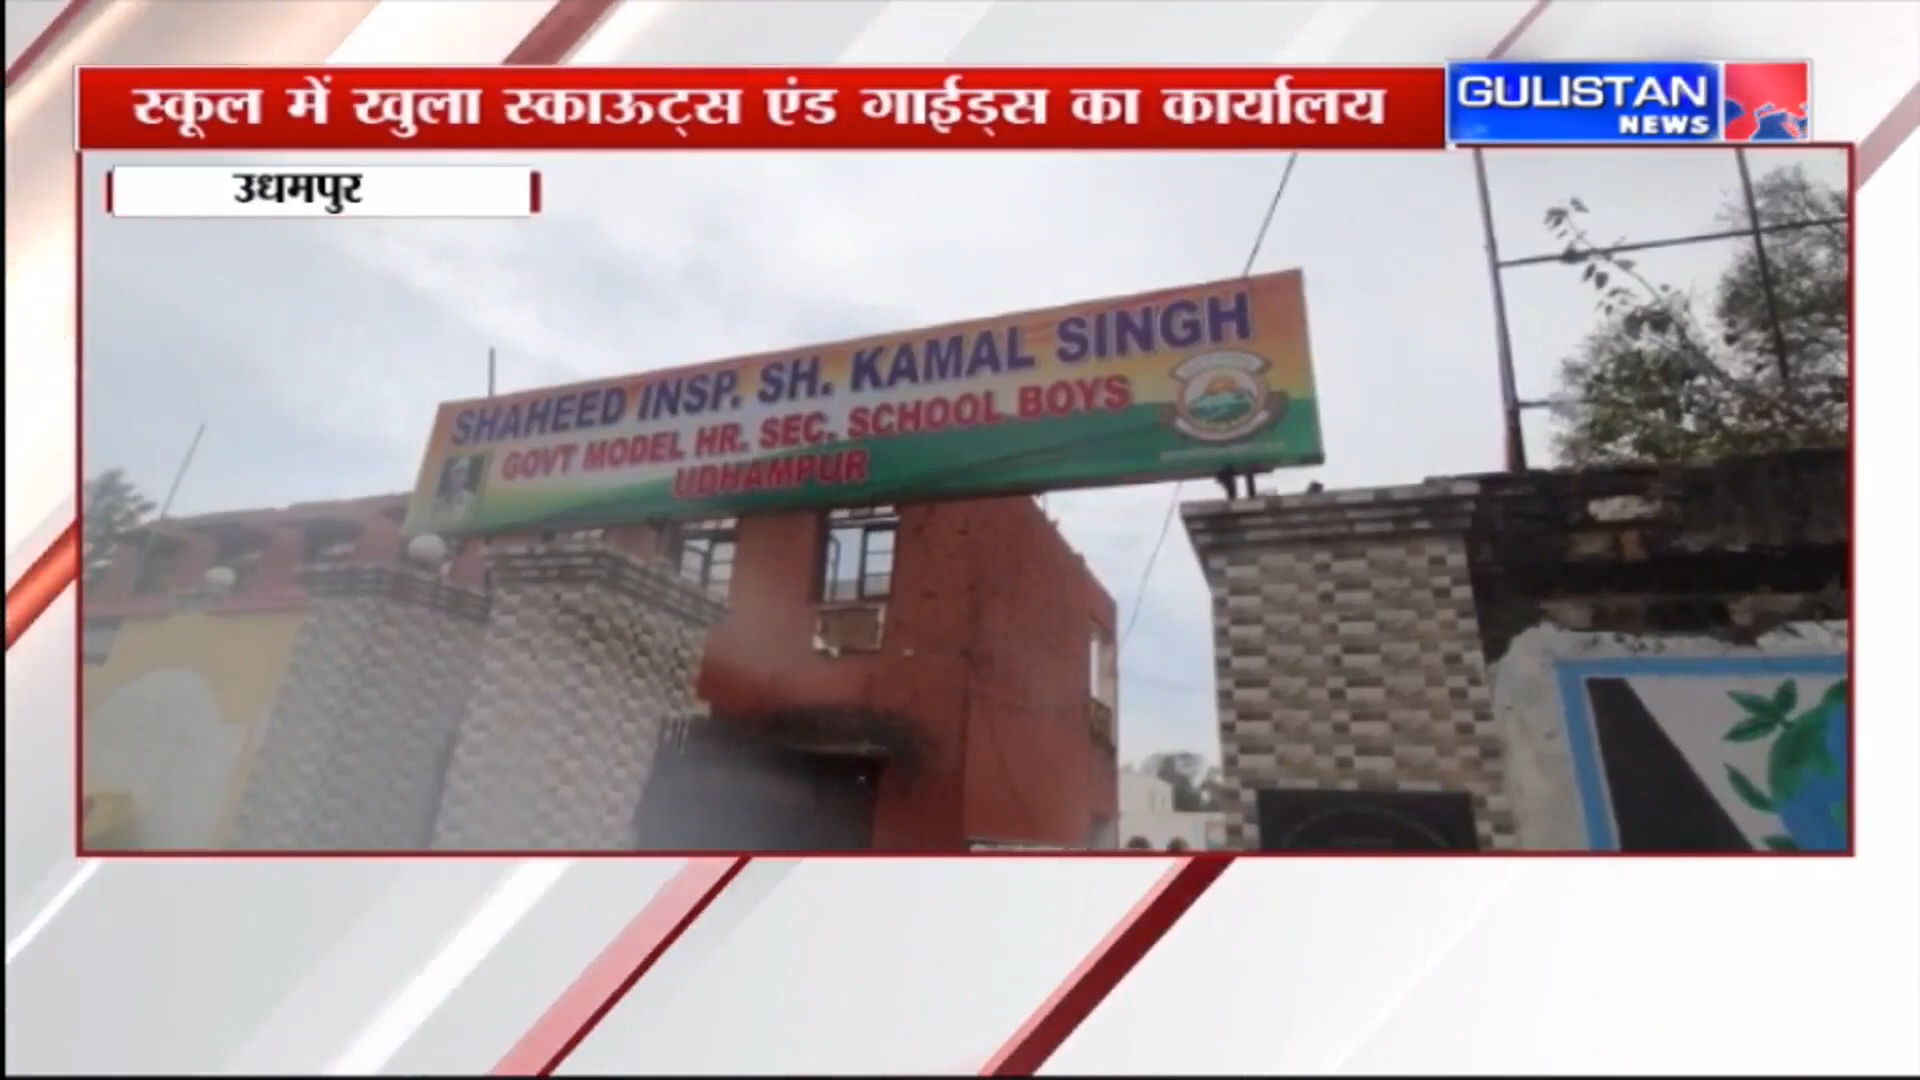 स्कूल में खुला स्काऊट्स एंड गाईड्स का कार्यालय
GULISTAN
NEWS
उधमपुर
SHAHEED INSP. SH. KAMAL SINGH
GOVT MODEL HR. SEC. SCHOOL BOYS
UDHAMPUR